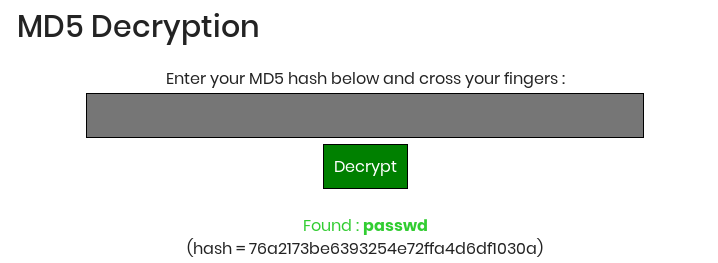 MD5 Decryption
Enter your MD5 hash below and cross your fingers :
Decrypt
Found : passwd
(hash = 76a2173be6393254e72ffa4d6df1030a)